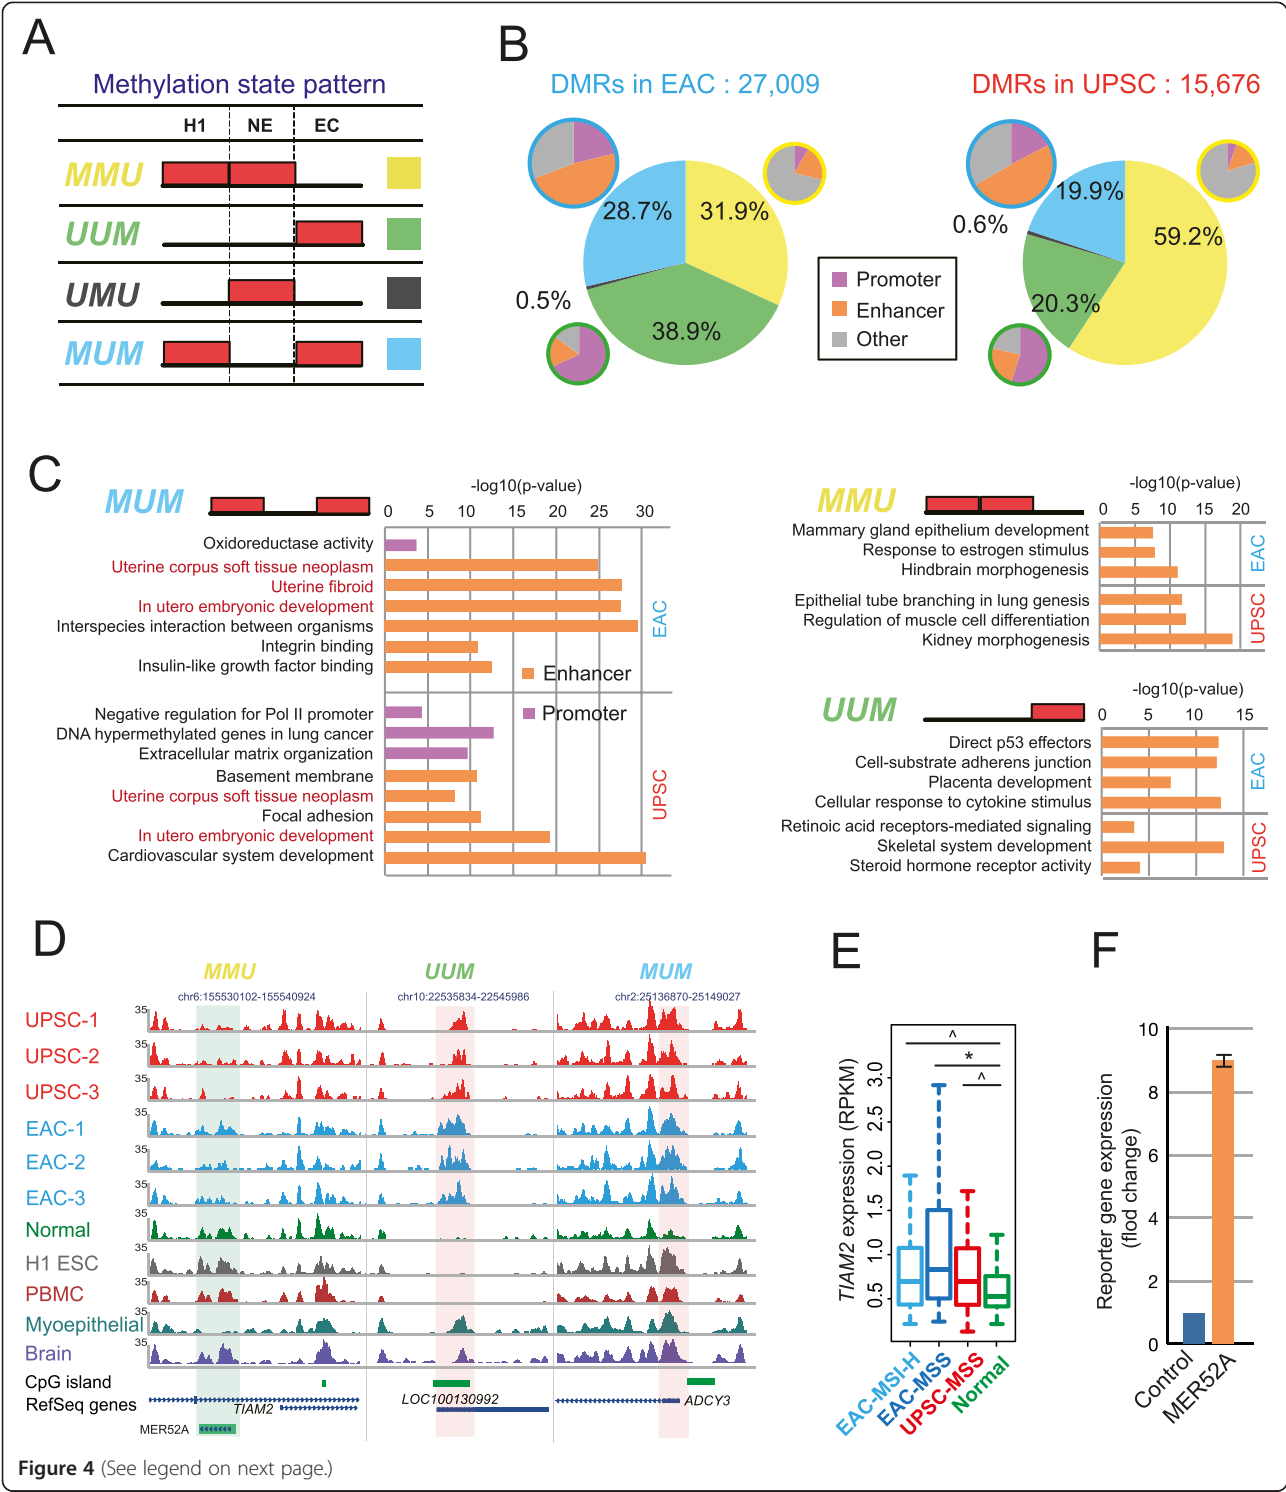 A
Methylation state pattern
H1 NE EC
MMU
UUM
UMU
MUM
B
DMRs in EAC : 27,009
DMRs in UPSC : 15,676
28.7%
31.9%
0.5%
38.9%
Promoter
Enhancer
Other
19.9%
0.6%
59.2%
20.3%
C
MUM
-log10(p-value)
0 5 10 15 20 25 30
Oxidoreductase activity
Uterine corpus soft tissue neoplasm
Uterine fibroid
In utero embryonic development
Interspecies interaction between organisms
Integrin binding
Insulin-like growth factor binding
EAC
Enhancer
Promoter
Negative regulation for Pol II promoter
DNA hypermethylated genes in lung cancer
Extracellular matrix organization
Basement membrane
Uterine corpus soft tissue neoplasm
Focal adhesion
In utero embryonic development
Cardiovascular system development
UPSC
MMU
-log10(p-value)
0 5 10 15 20
Mammary gland epithelium development
Response to estrogen stimulus
Hindbrain morphogenesis
EAC
Epithelial tube branching in lung genesis
Regulation of muscle cell differentiation
Kidney morphogenesis
UPSC
UUM
-log10(p-value)
0 5 10 15
Direct p53 effectors
Cell-substrate adherens junction
Placenta development
Cellular response to cytokine stimulus
EAC
Retinoic acid receptors-mediated signaling
Skeletal system development
Steroid hormone receptor activity
UPSC
D
MMU UUM MUM
chr6:155530102-155540924 chr10:22535834-22545986 chr2:25136870-25149027
UPSC-1 35
UPSC-2 35
UPSC-3 35
EAC-1 35
EAC-2 35
EAC-3 35
Normal 35
H1 ESC 35
PBMC 35
Myoepithelial 35
Brain 35
CpG island
RefSeq genes
TIAM2
LOC100130992
ADCY3
MER52A
E
TIAM2 expression (RPKM)
3.0
2.5
2.0
1.5
1.0
0.5
^
*
^
EAC-MSI-H
EAC-MSS
UPSC-MSS
Normal
F
Reporter gene expression
(flod change)
10
8
6
4
2
0
Control
MER52A
Figure 4 (See legend on next page.)